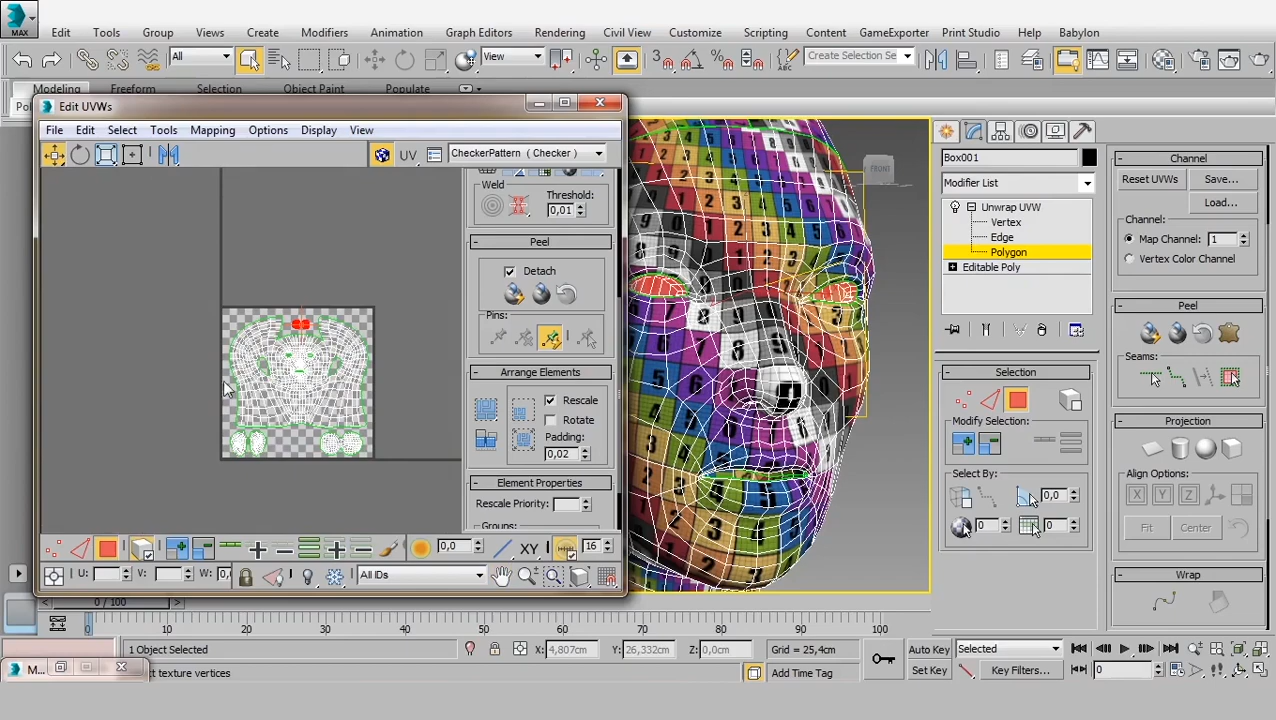 MAX
Edit Tools Group Views Create Modifiers Animation Graph Editors Civil View Rendering Customize Scripting Content GameExporter Print Studio Help Babylon
All View Create Selection Se
Modeling Freeform Selection Object Paint Populate
Edit UVWs
File Edit Select Tools Mapping Options Display View
UV CheckerPattern ( Checker )
Weld
Threshold:
0,01
Peel
Detach
Pins:
Arrange Elements
Rescale
Rotate
Padding:
0,02
Element Properties
Rescale Priority:
Groups:
0,0 XY 16
U: V: W: 0, All IDs
FRONT
Box001
Modifier List
Unwrap UVW
Vertex
Edge
Polygon
Editable Poly
Selection
Modify Selection:
Select By:
0,0
0 0
Channel
Reset UVWs Save...
Load...
Channel:
Map Channel: 1
Vertex Color Channel
Peel
Seams:
Projection
Align Options:
X Y Z
Fit Center
Wrap
0 / 100
0 10 20 30 40 50 60 70 80 90 100
1 Object Selected X: 4,807cm Y: 26,332cm Z: 0,0cm Grid = 25,4cm Auto Key Selected
M... ct texture vertices Add Time Tag Set Key Key Filters... 0